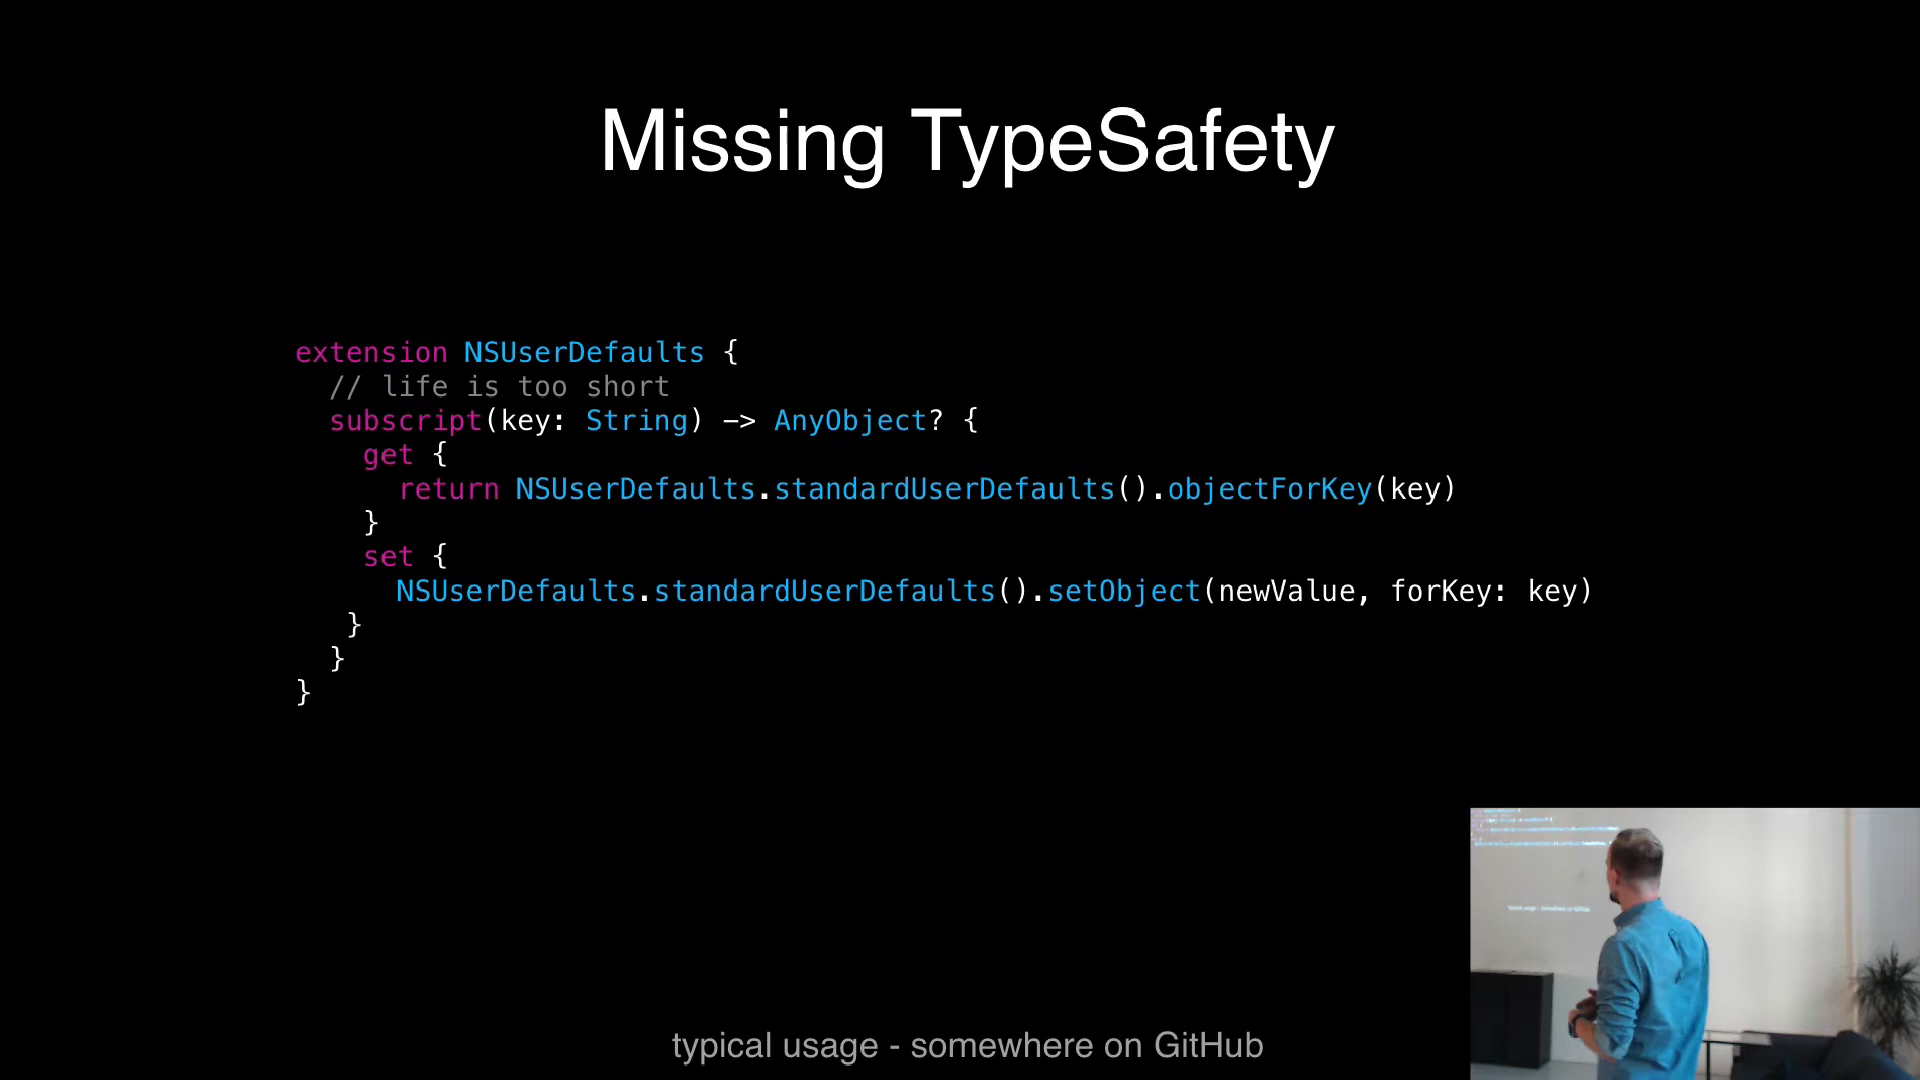 Missing TypeSafety
extension NSUserDefaults {
  // life is too short
  subscript(key: String) -> AnyObject? {
    get {
      return NSUserDefaults.standardUserDefaults().objectForKey(key)
    }
    set {
      NSUserDefaults.standardUserDefaults().setObject(newValue, forKey: key)
   }
  }
}
typical usage - somewhere on GitHub